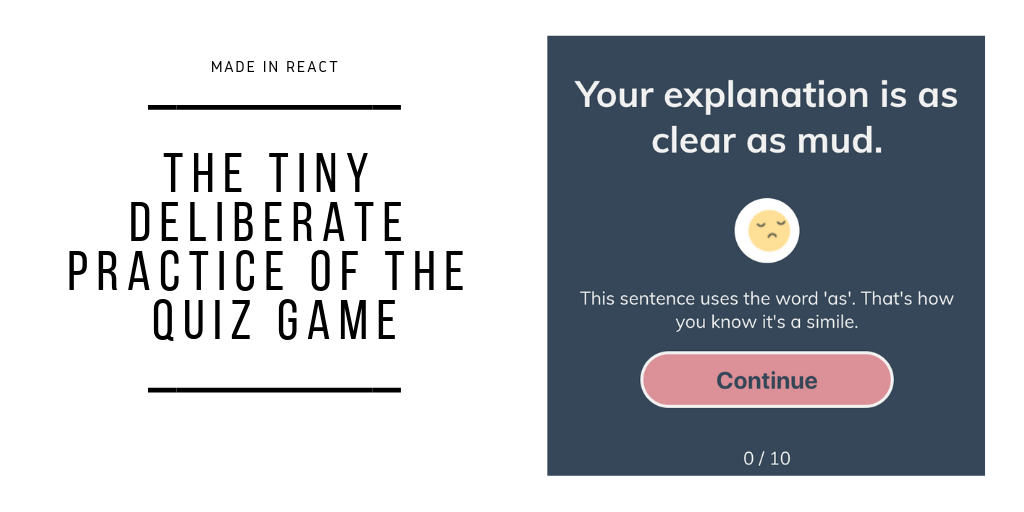 MADE IN REACT
THE TINY
DELIBERATE
PRACTICE OF THE
QUIZ GAME
Your explanation is as
clear as mud.
This sentence uses the word 'as'. That's how
you know it's a simile.
Continue
0 / 10